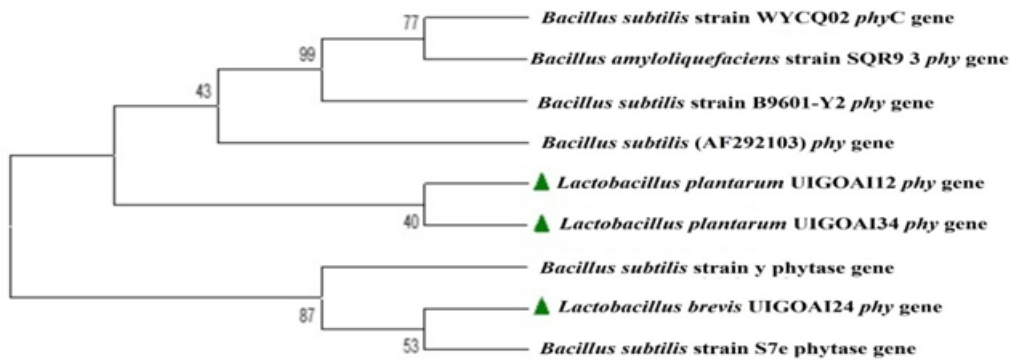 77
Bacillus subtilis strain WYCQ02 phyC gene
99
Bacillus amyloliquefaciens strain SQR9 3 phy gene
43
Bacillus subtilis strain B9601-Y2 phy gene
Bacillus subtilis (AF292103) phy gene
Lactobacillus plantarum UIGOAI12 phy gene
40
Lactobacillus plantarum UIGOAI34 phy gene
Bacillus subtilis strain y phytase gene
87
Lactobacillus brevis UIGOAI24 phy gene
53
Bacillus subtilis strain S7e phytase gene